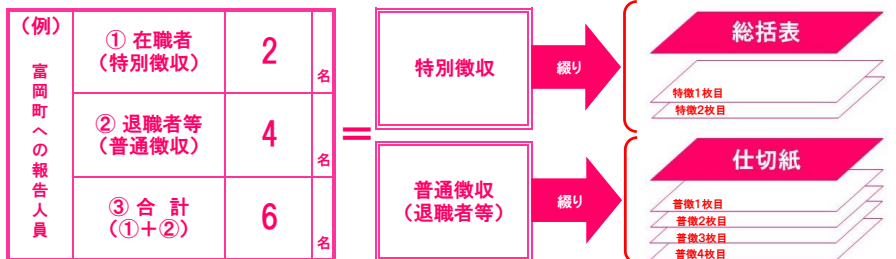 (例)
富岡町への報告人員
① 在職者
(特別徴収)
2
名
② 退職者等
(普通徴収)
4
名
③ 合 計
(①+②)
6
名
=
特別徴収
綴り
総括表
特徴1枚目
特徴2枚目
普通徴収
(退職者等)
綴り
仕切紙
普徴1枚目
普徴2枚目
普徴3枚目
普徴4枚目